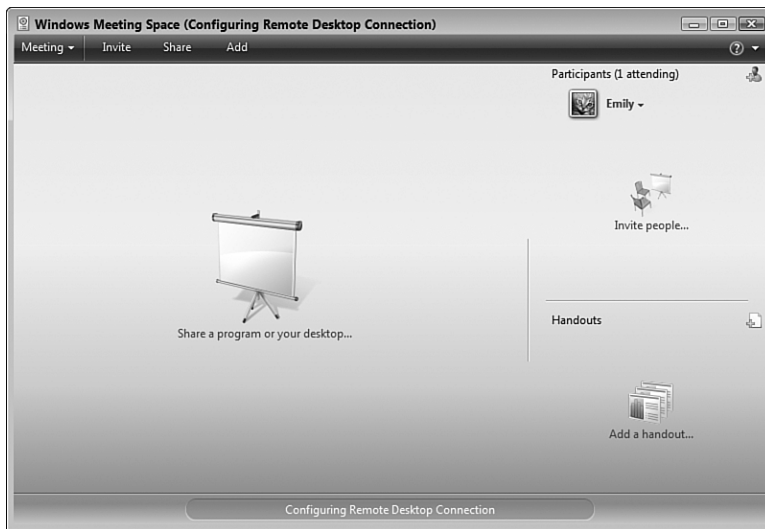 Windows Meeting Space (Configuring Remote Desktop Connection)
Meeting Invite Share Add
?
Participants (1 attending)
Emily
Invite people...
Share a program or your desktop...
Handouts
Add a handout...
Configuring Remote Desktop Connection